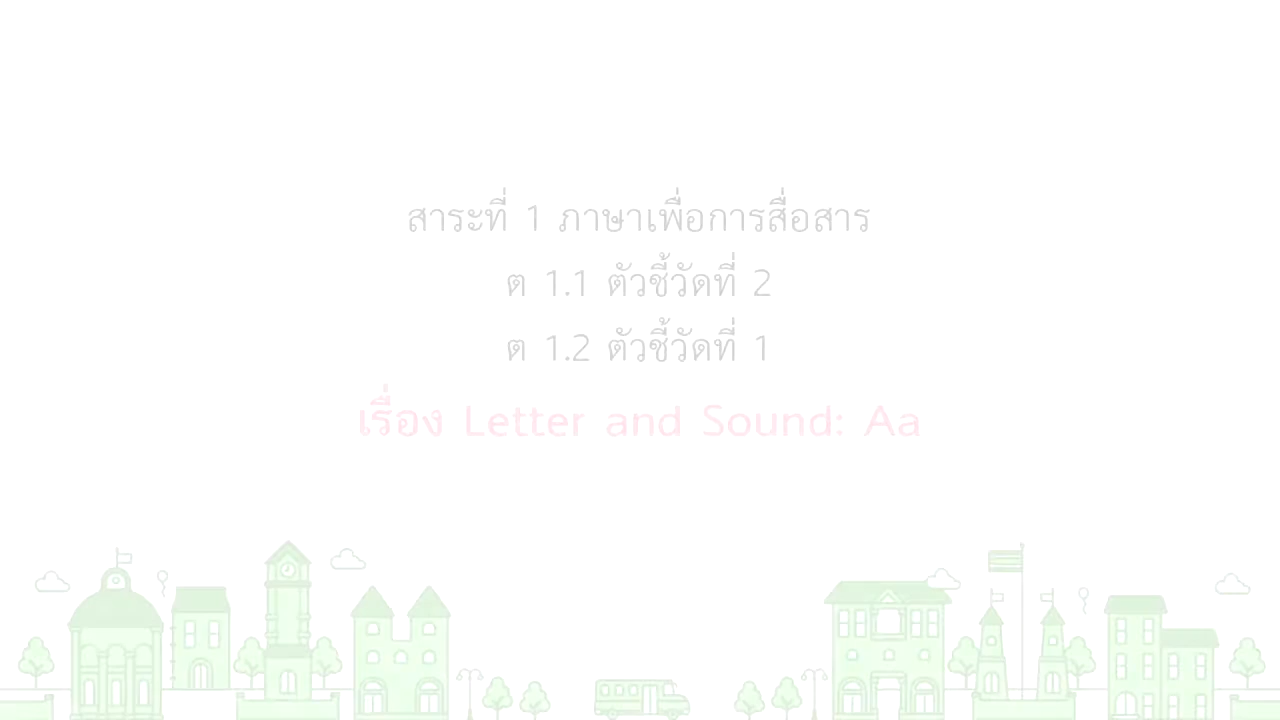 สาระที่ 1 ภาษาเพื่อการสื่อสาร
ต 1.1 ตัวชี้วัดที่ 2
ต 1.2 ตัวชี้วัดที่ 1
เรื่อง Letter and Sound: Aa